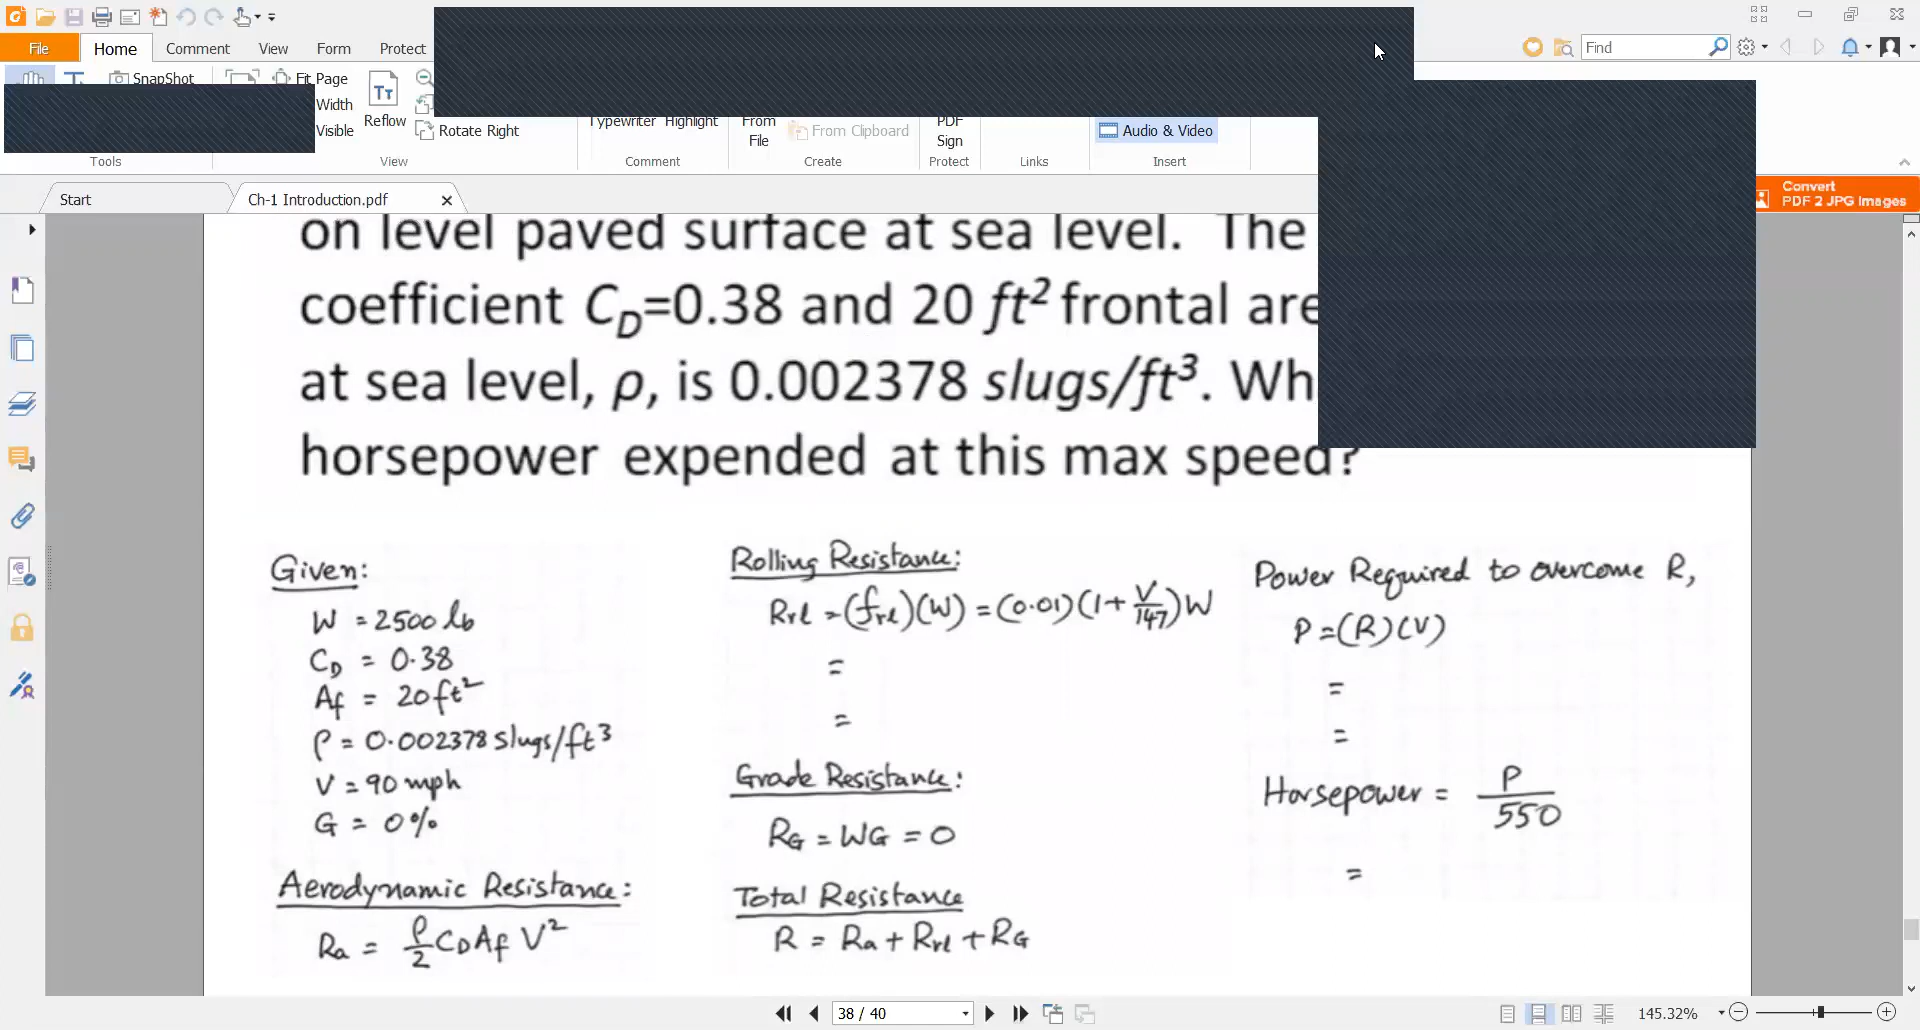 File
Home
Comment
View
Form
Protect
Find
SnapShot
Fit Page
Width
Visible
Reflow
Rotate Right
Typewriter
Highlight
From
File
From Clipboard
PDF
Sign
Audio & Video
Tools
View
Comment
Create
Protect
Links
Insert
Start
Ch-1 Introduction.pdf
Convert
PDF 2 JPG Images
on level paved surface at sea level. The
coefficient C_D=0.38 and 20 ft² frontal
at sea level, ρ, is 0.002378 slugs/ft³.
horsepower expended at this max speed?
Given:
W = 2500 lb
C_D = 0.38
A_f = 20 ft²
ρ = 0.002378 slugs/ft³
V = 90 mph
G = 0%
Aerodynamic Resistance:
R_a = ρ/2 C_D A_f V²
Rolling Resistance:
R_rl = (f_rl)(W) = (0.01)(1 + V/147)W
=
=
Grade Resistance:
R_G = WG = 0
Total Resistance
R = R_a + R_rl + R_G
Power Required to overcome R,
P = (R)(V)
=
=
Horsepower = P/550
=
38 / 40
145.32%